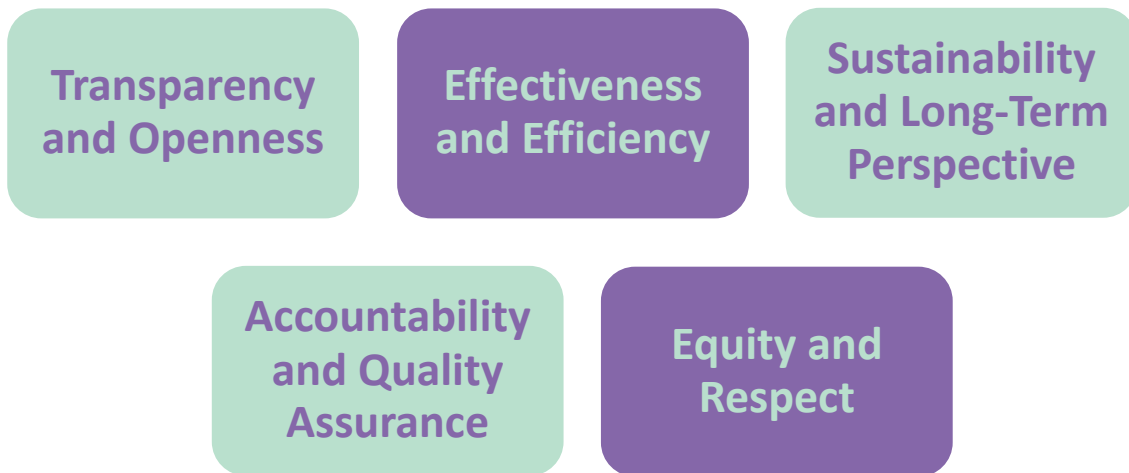 Transparency
and Openness
Effectiveness
and Efficiency
Sustainability
and Long-Term
Perspective
Accountability
and Quality
Assurance
Equity and
Respect